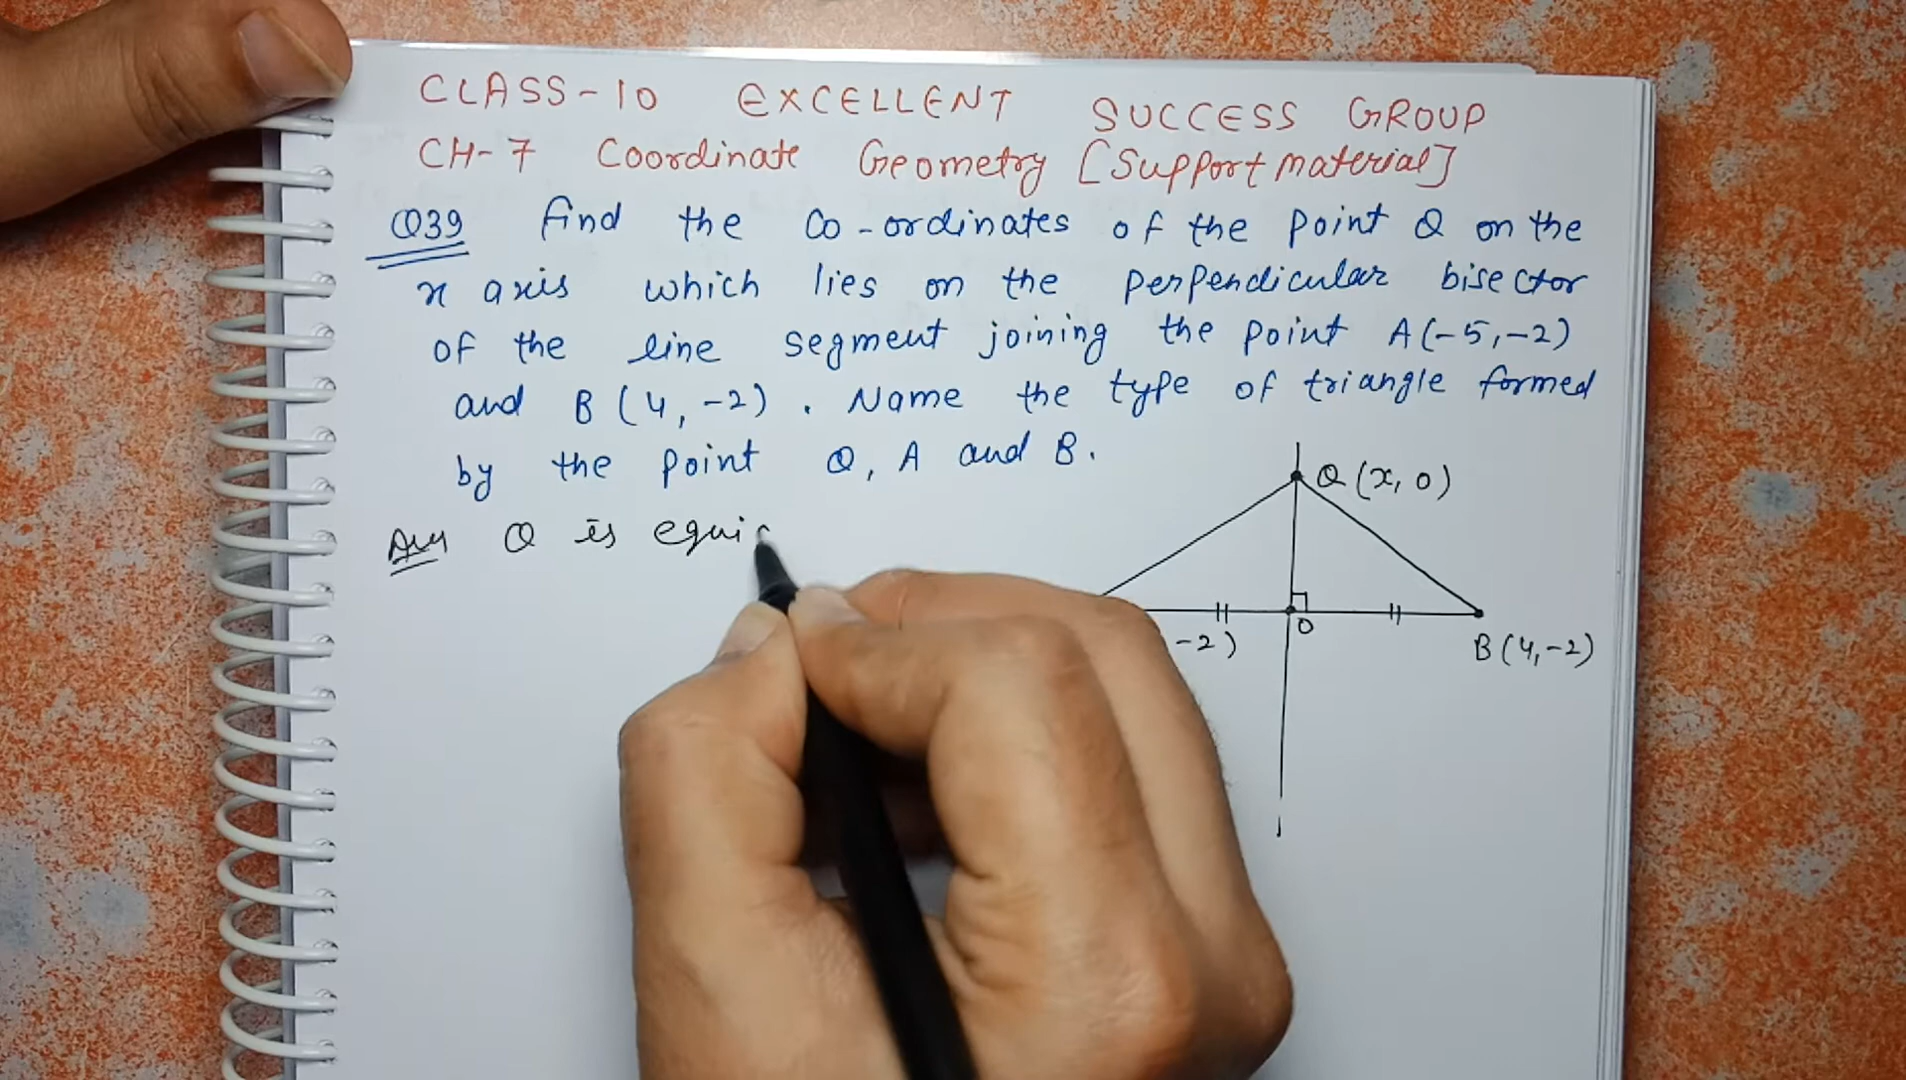 CLASS-10 EXCELLENT SUCCESS GROUP
CH-7 Coordinate Geometry [Support material]
Q39 find the co-ordinates of the point Q on the
x axis which lies on the perpendicular bisector
of the line segment joining the point A(-5,-2)
and B(4,-2). Name the type of triangle formed
by the point Q, A and B.
Q(x,0)
Ans Q is equi
O
-2)
B(4,-2)